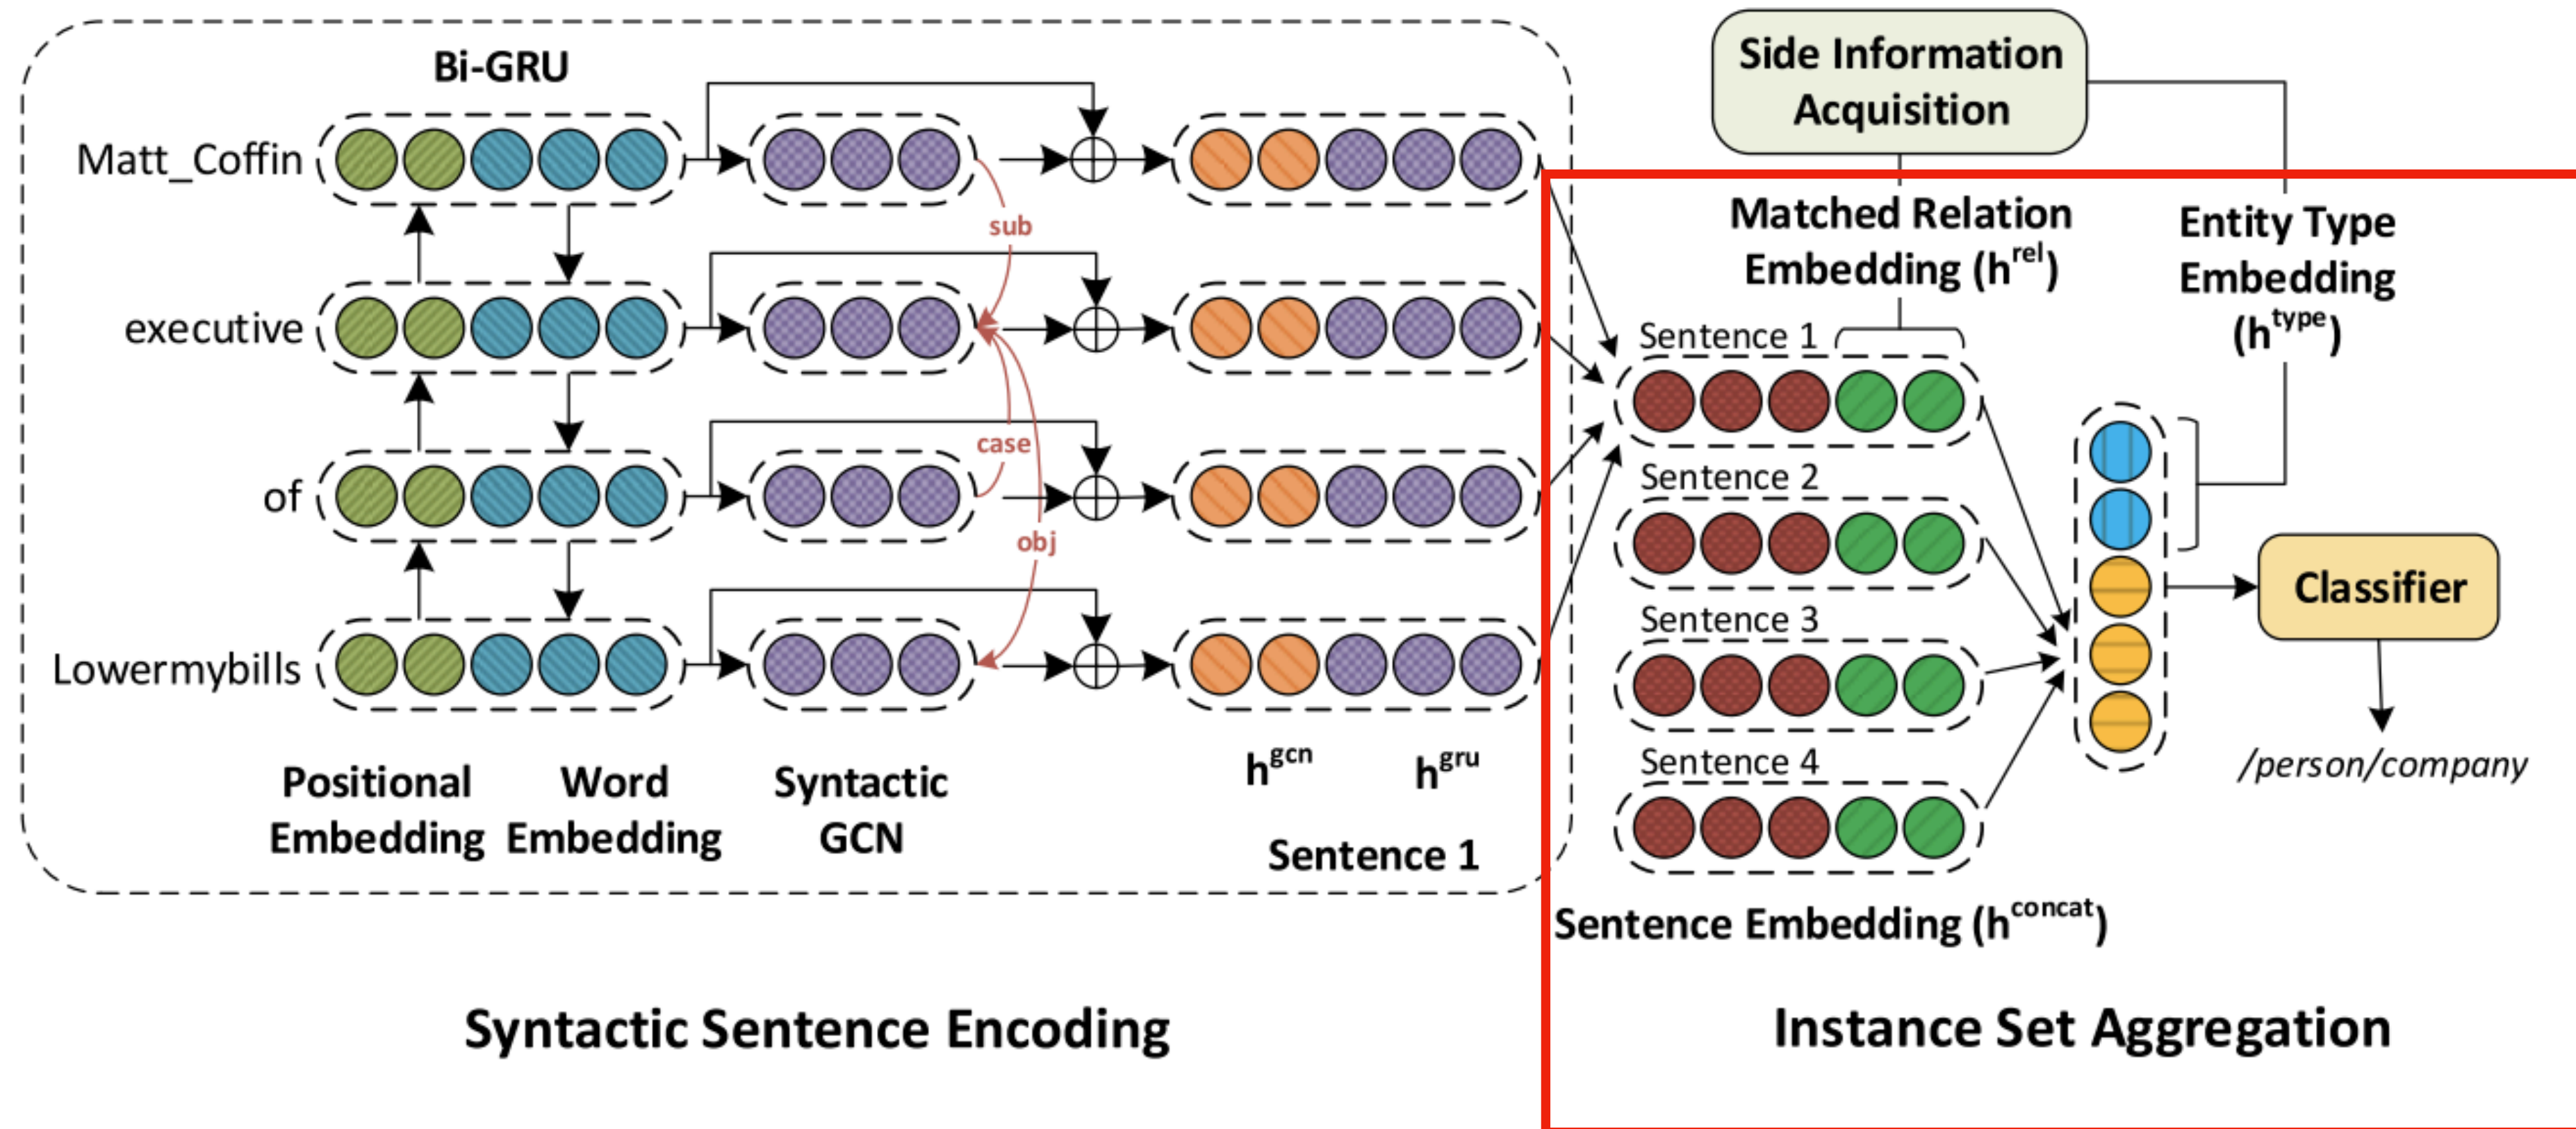 Bi-GRU
Matt_Coffin
executive
of
Lowermybills
sub
case
obj
Positional
Embedding
Word
Embedding
Syntactic
GCN
h^gcn
h^gru
Sentence 1
Syntactic Sentence Encoding
Side Information
Acquisition
Matched Relation
Embedding (h^rel)
Entity Type
Embedding
(h^type)
Sentence 1
Sentence 2
Sentence 3
Sentence 4
Sentence Embedding (h^concat)
Classifier
/person/company
Instance Set Aggregation